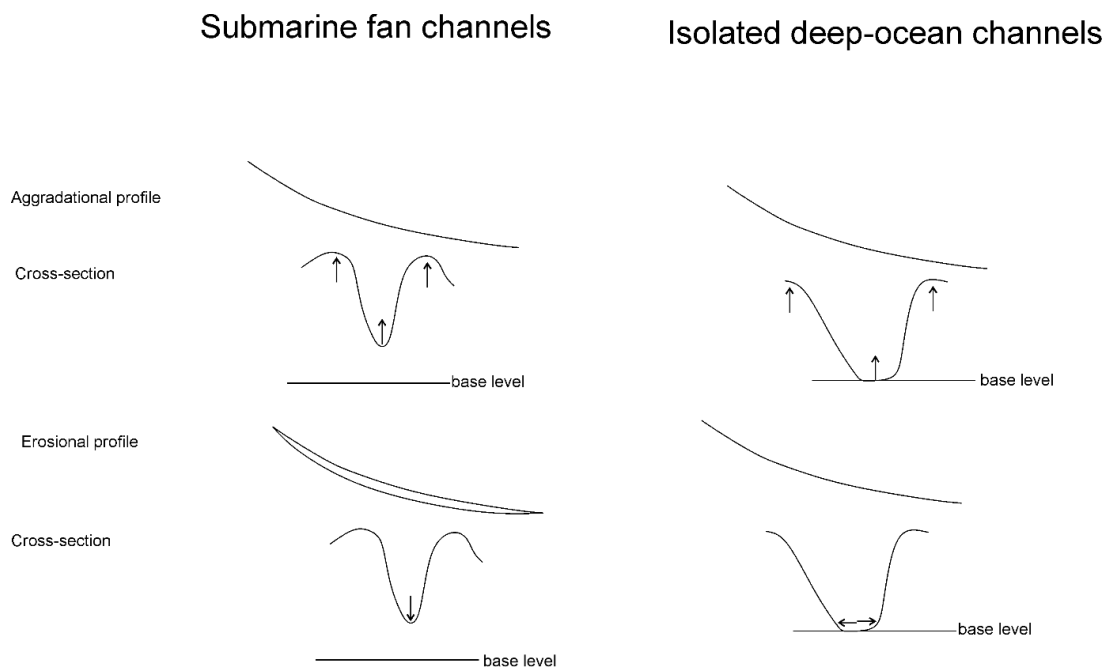 Submarine fan channels
Isolated deep-ocean channels
Aggradational profile
Cross-section
base level
base level
Erosional profile
Cross-section
base level
base level